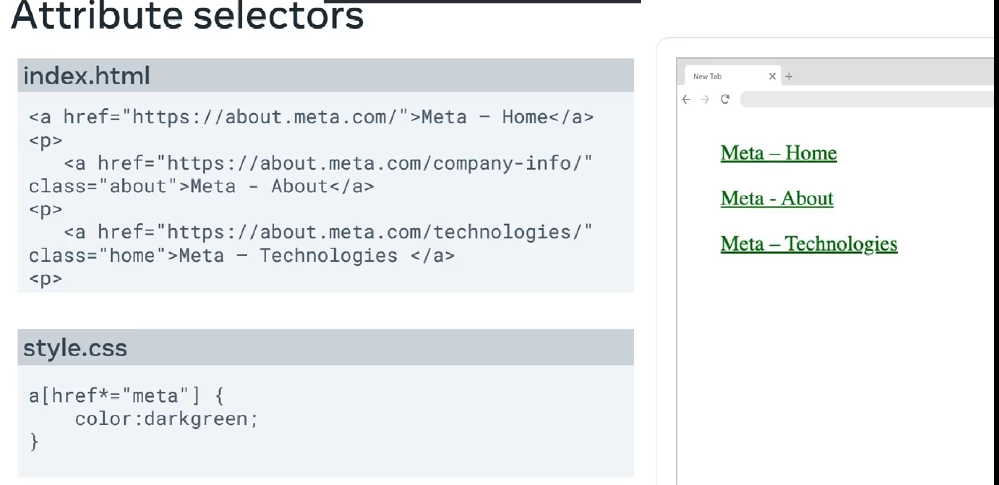 Attribute selectors
index.html
<a href="https://about.meta.com/">Meta – Home</a>
<p>
   <a href="https://about.meta.com/company-info/"
class="about">Meta - About</a>
<p>
   <a href="https://about.meta.com/technologies/"
class="home">Meta – Technologies </a>
<p>
style.css
a[href*="meta"] {
    color:darkgreen;
}
New Tab
Meta – Home
Meta - About
Meta – Technologies